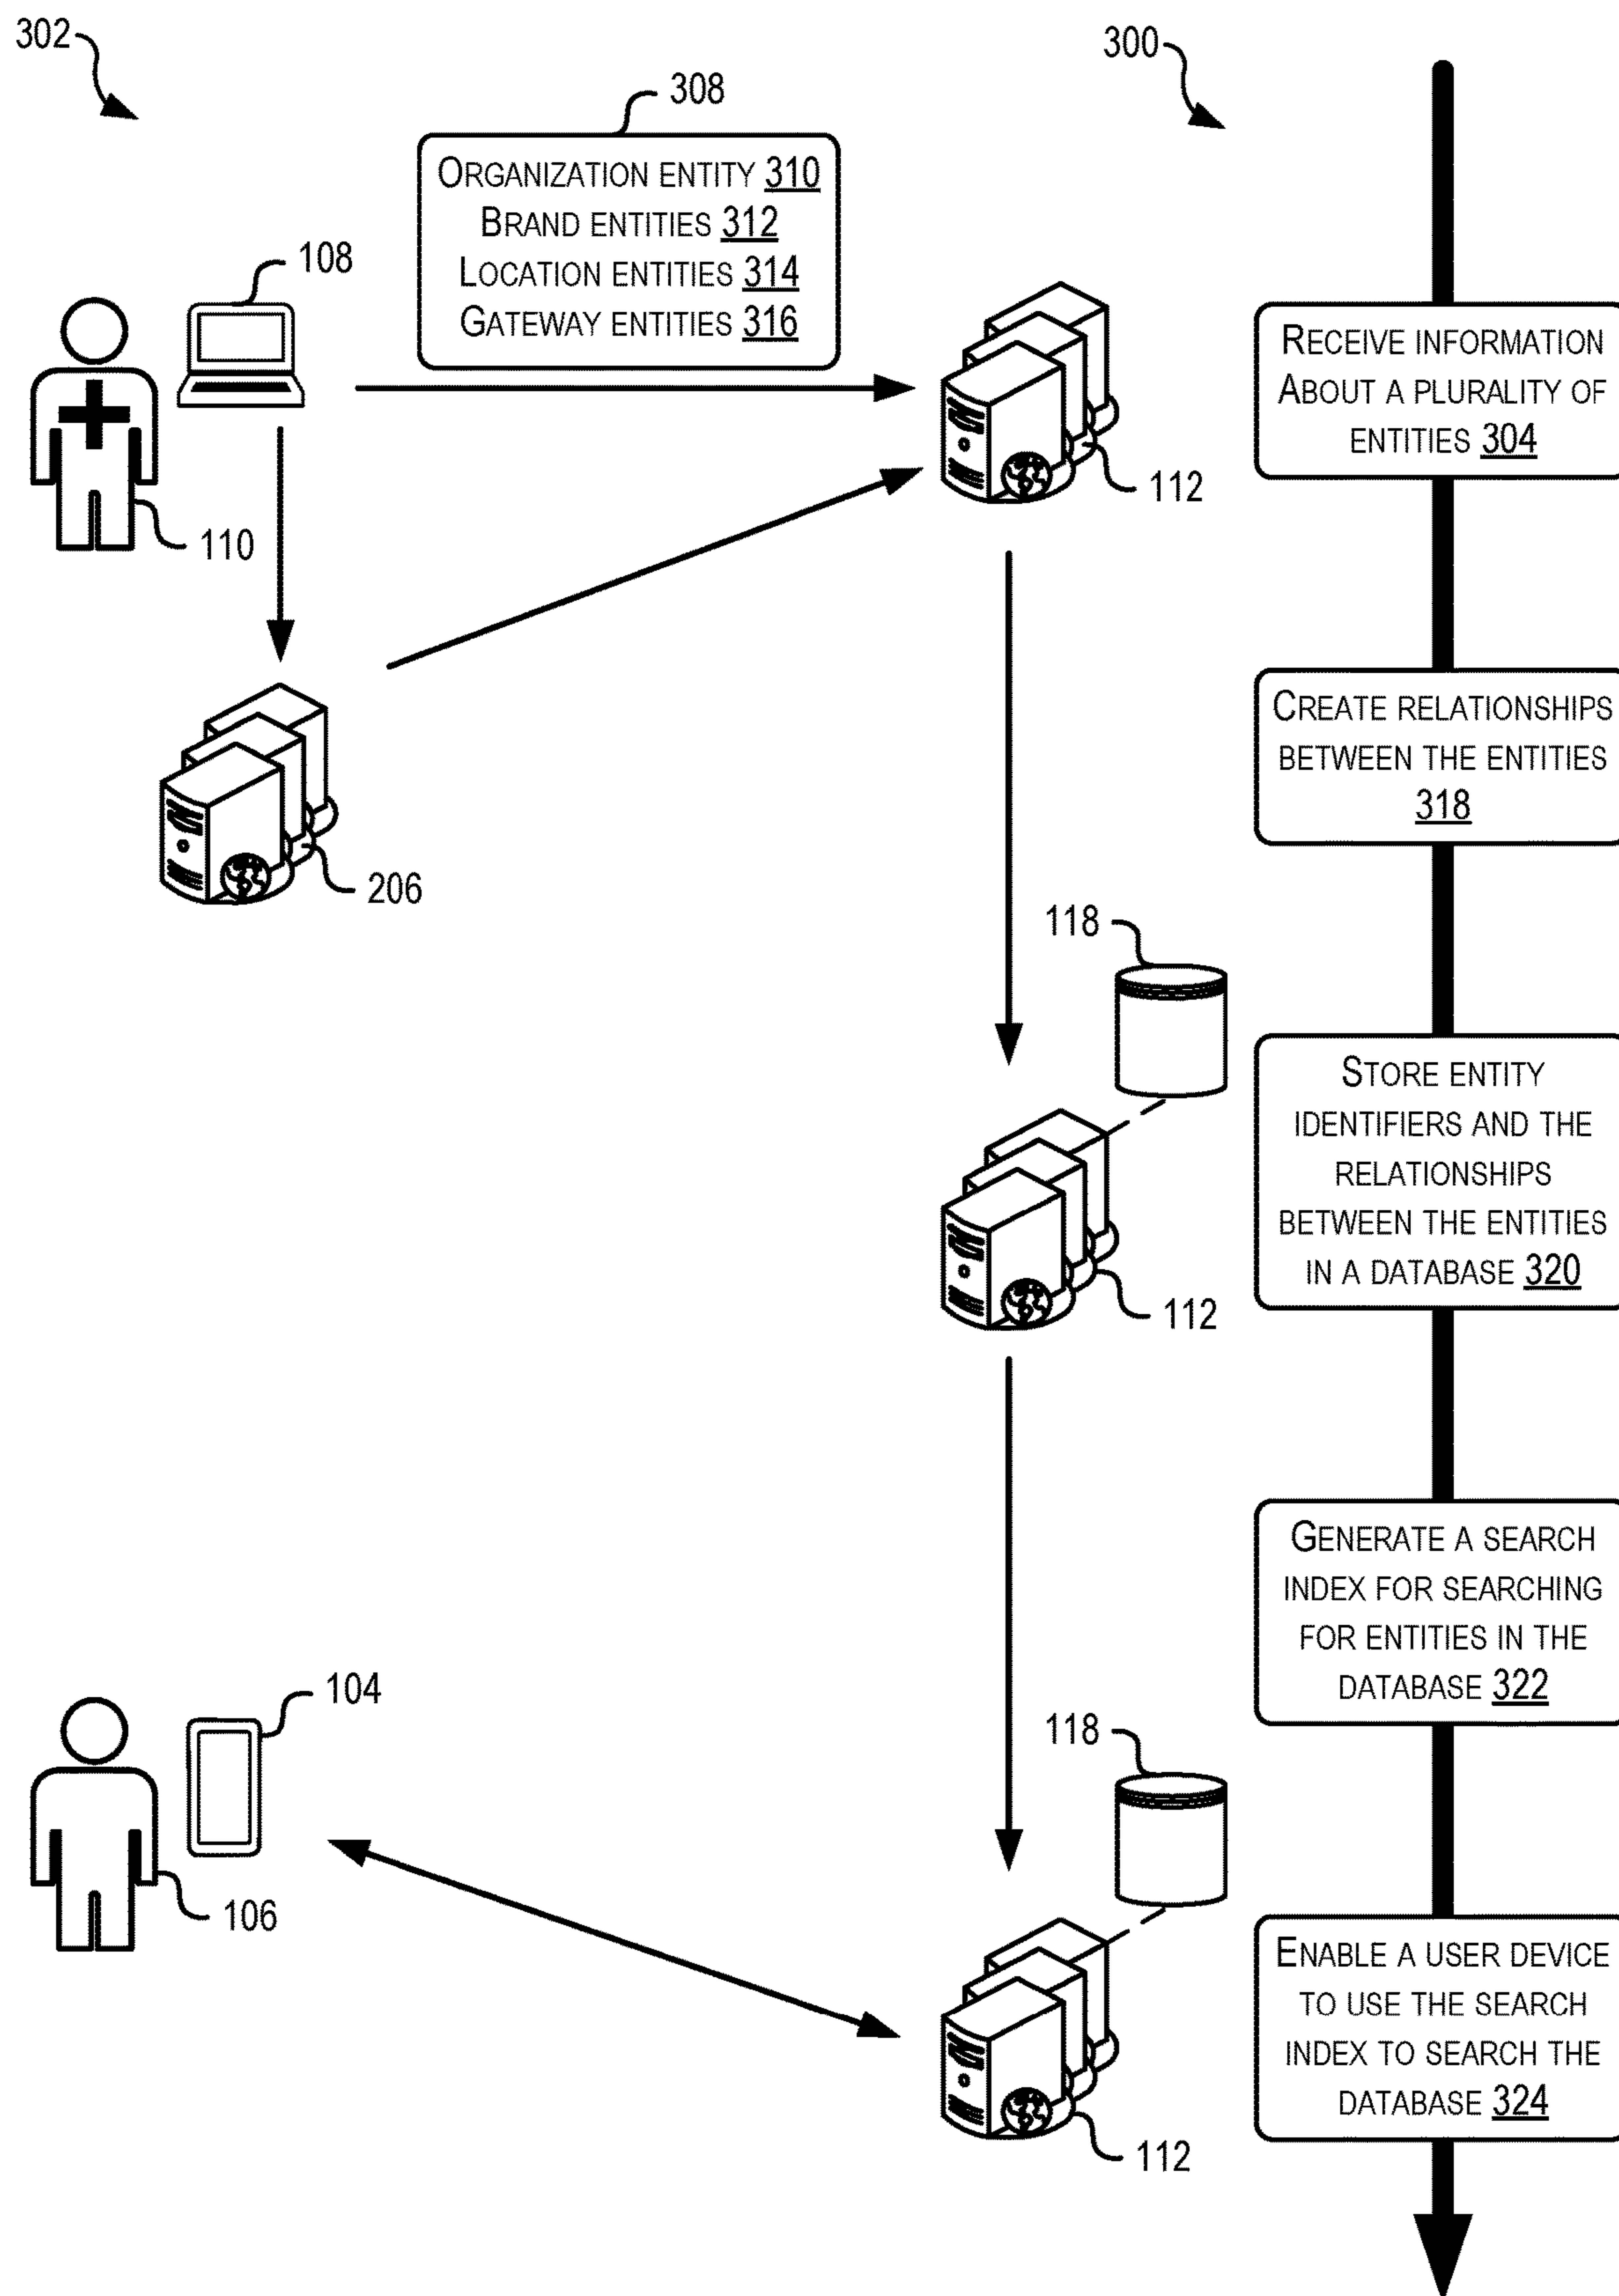 302
300
308
ORGANIZATION ENTITY 310
BRAND ENTITIES 312
LOCATION ENTITIES 314
GATEWAY ENTITIES 316
108
110
112
206
RECEIVE INFORMATION
ABOUT A PLURALITY OF
ENTITIES 304
CREATE RELATIONSHIPS
BETWEEN THE ENTITIES
318
118
112
STORE ENTITY
IDENTIFIERS AND THE
RELATIONSHIPS
BETWEEN THE ENTITIES
IN A DATABASE 320
GENERATE A SEARCH
INDEX FOR SEARCHING
FOR ENTITIES IN THE
DATABASE 322
104
106
118
112
ENABLE A USER DEVICE
TO USE THE SEARCH
INDEX TO SEARCH THE
DATABASE 324